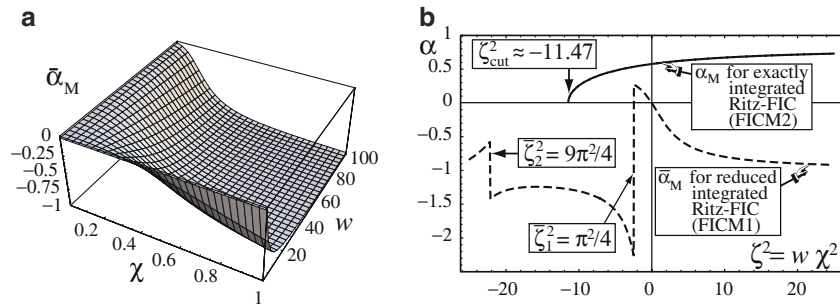 a
ᾱ_M
0
−0.25
−0.5
−0.75
−1
0.2
0.4
0.6
0.8
1
χ
20
40
60
80
100
w
b
α
1
0.5
0
−0.5
−1
−1.5
−2
−20
−10
0
10
20
ζ²cut ≈ −11.47
α_M for exactly
integrated
Ritz-FIC
(FICM2)
ζ̄₂² = 9π²/4
ᾱ_M for reduced
integrated
Ritz-FIC
(FICM1)
ζ̄₁² = π²/4
ζ² = w χ²